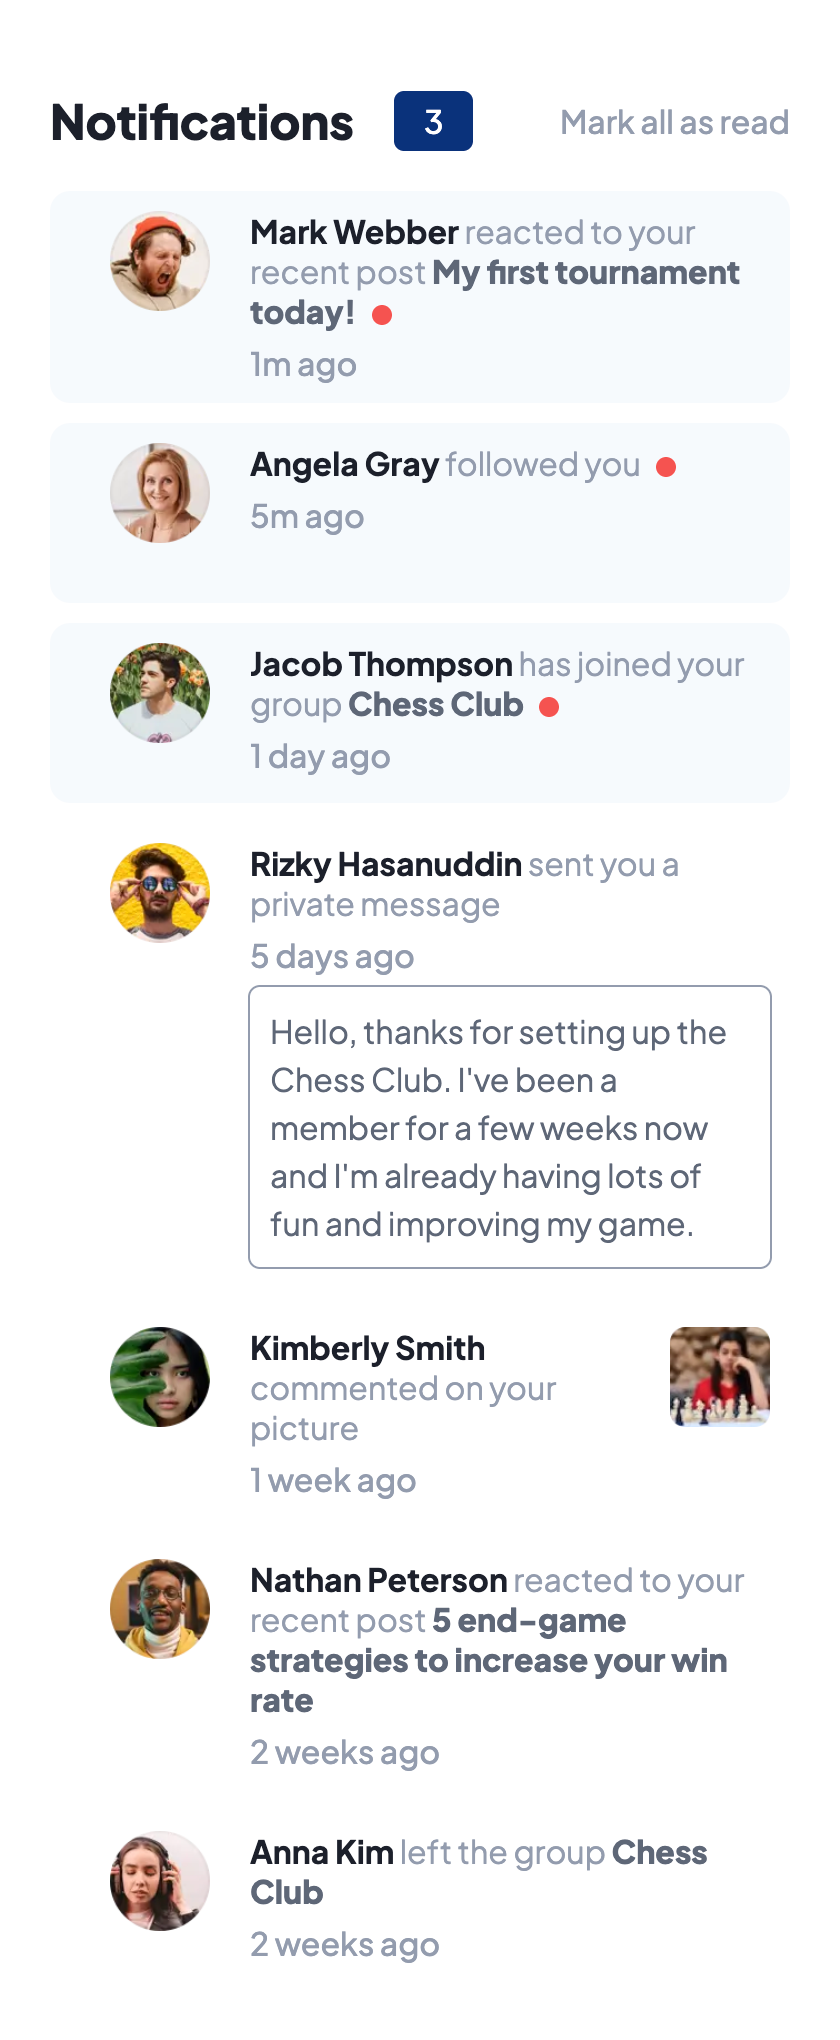 Notifications 3 Mark all as read
Mark Webber reacted to your
recent post My first tournament
today!
1m ago
Angela Gray followed you
5m ago
Jacob Thompson has joined your
group Chess Club
1 day ago
Rizky Hasanuddin sent you a
private message
5 days ago
Hello, thanks for setting up the
Chess Club. I've been a
member for a few weeks now
and I'm already having lots of
fun and improving my game.
Kimberly Smith
commented on your
picture
1 week ago
Nathan Peterson reacted to your
recent post 5 end-game
strategies to increase your win
rate
2 weeks ago
Anna Kim left the group Chess
Club
2 weeks ago